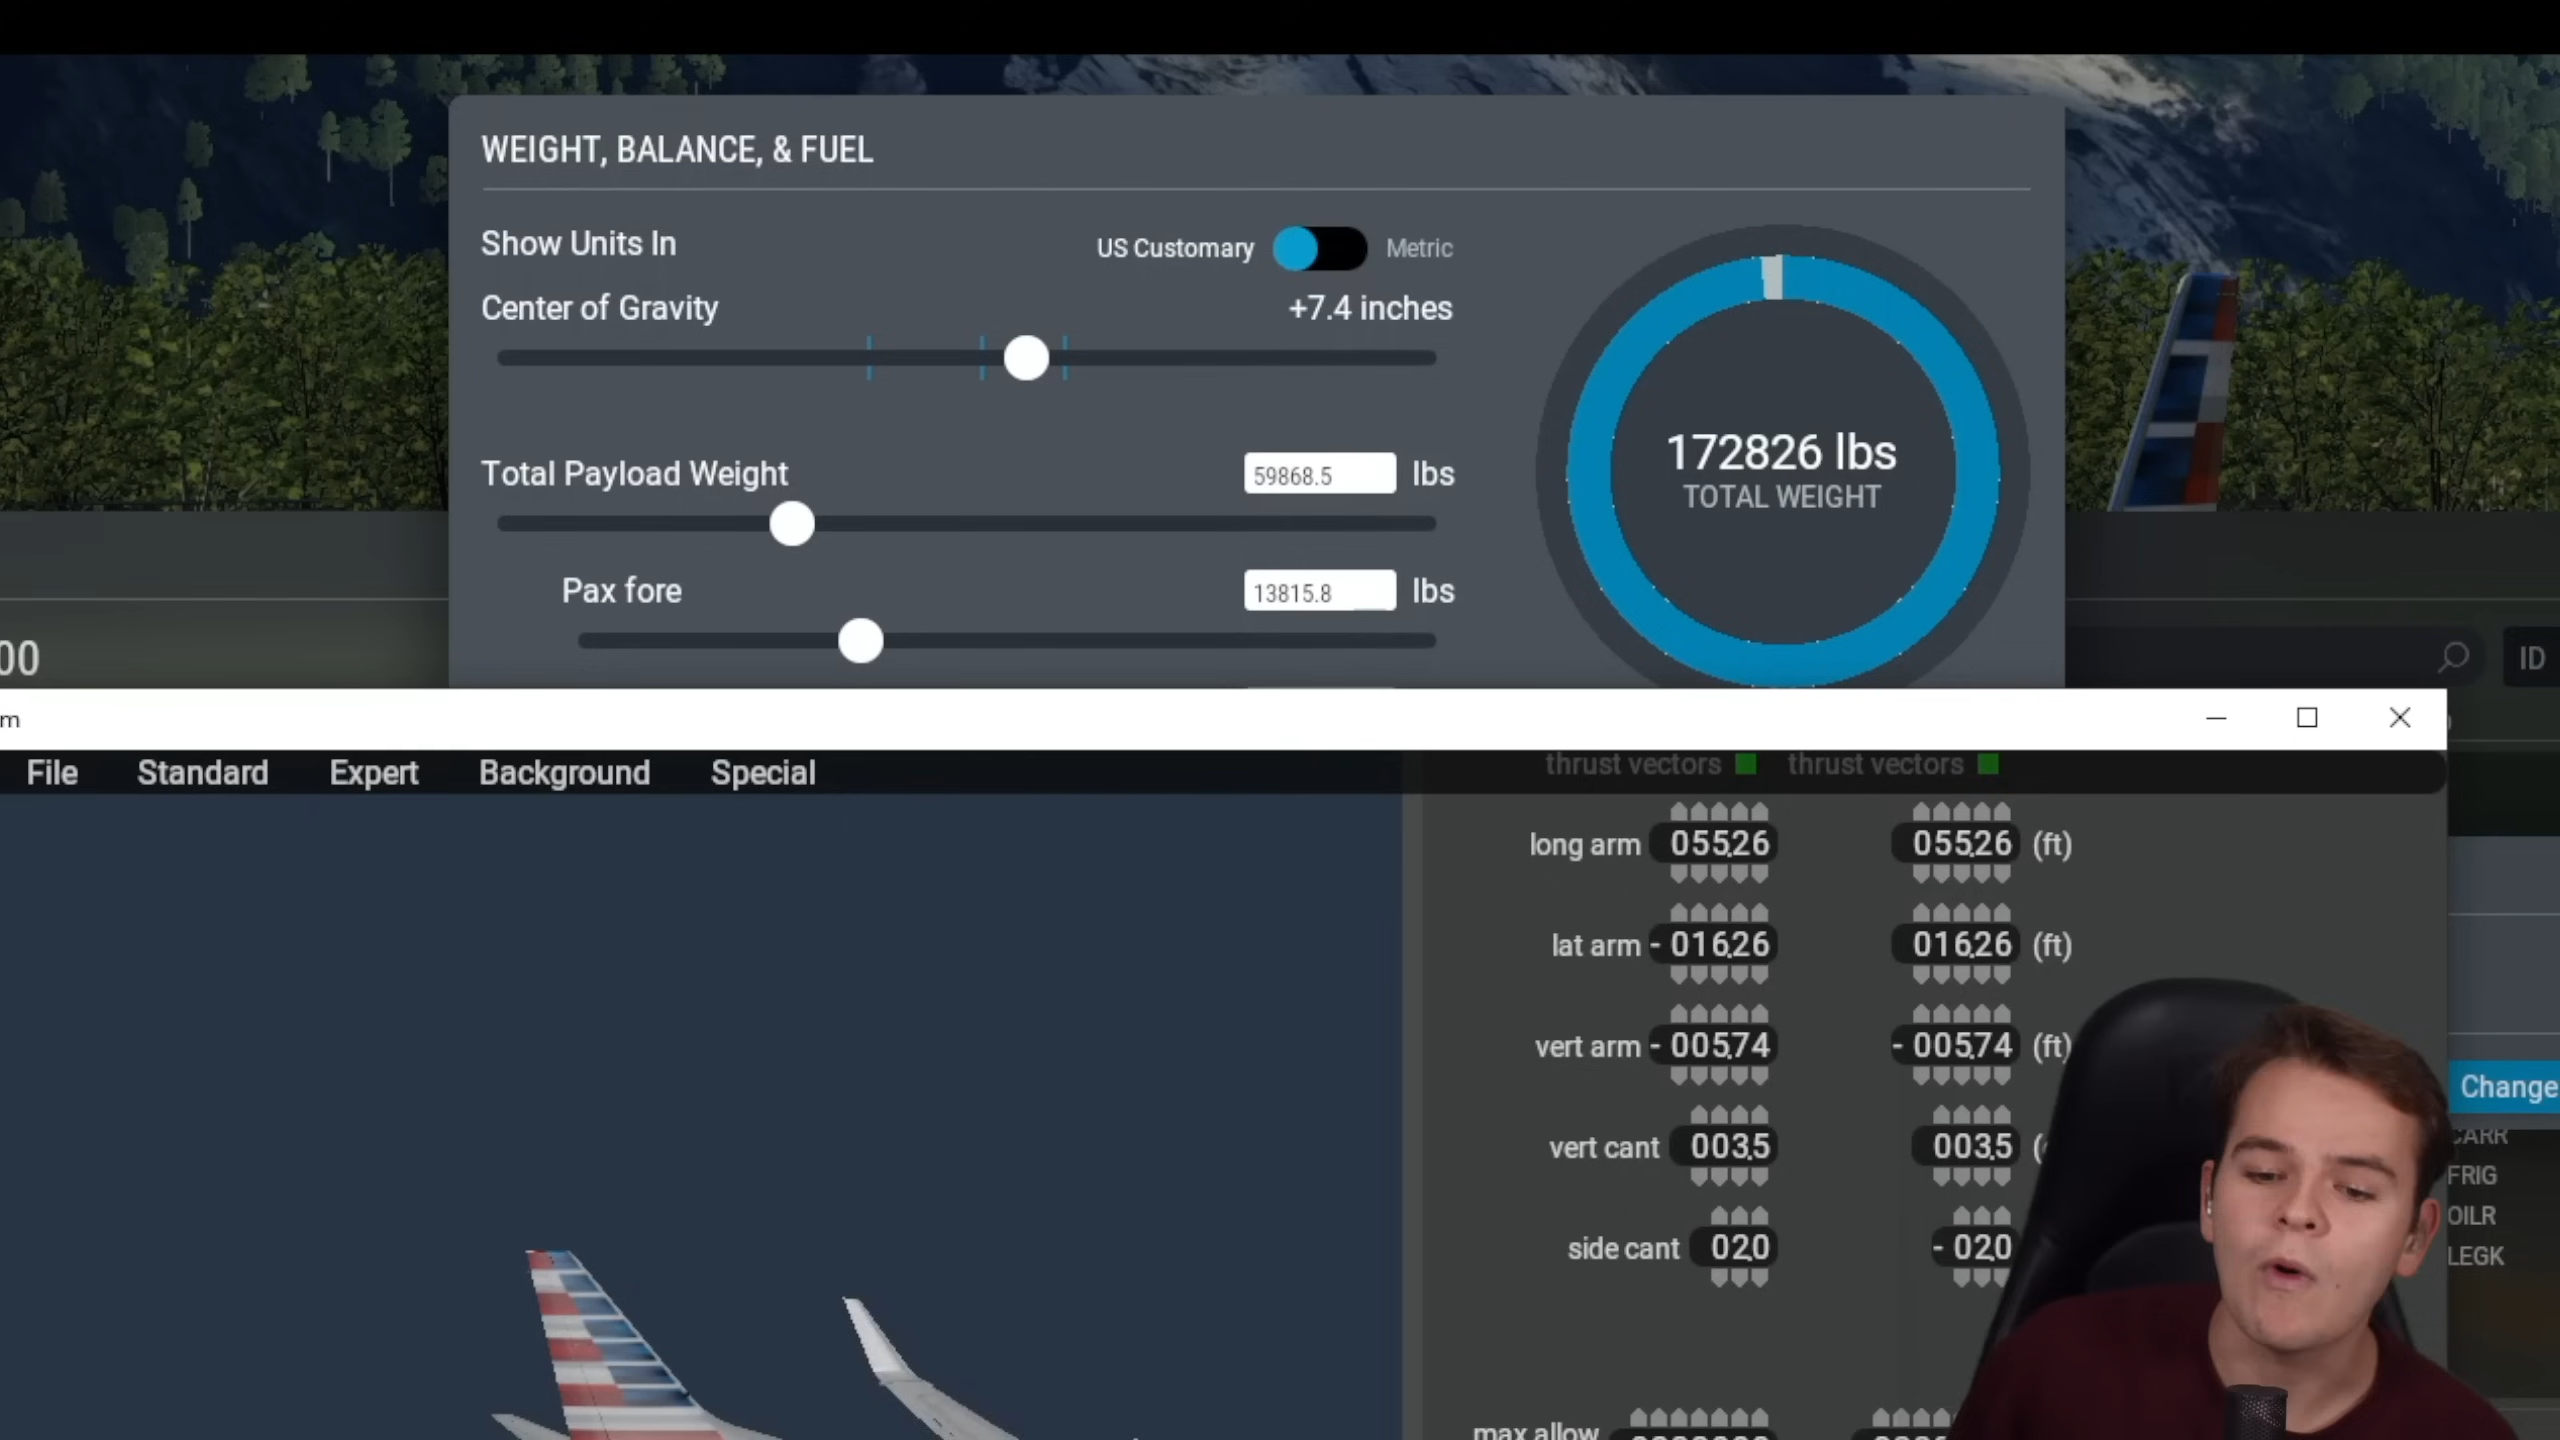 WEIGHT, BALANCE, & FUEL
Show Units In
US Customary
Metric
Center of Gravity
+7.4 inches
Total Payload Weight
59868.5
lbs
172826 lbs
TOTAL WEIGHT
Pax fore
13815.8
lbs
00
ID
m
File
Standard
Expert
Background
Special
thrust vectors
thrust vectors
long arm
055.26
055.26
(ft)
lat arm
- 016.26
016.26
(ft)
vert arm
- 005.74
- 005.74
(ft)
Change
vert cant
003.5
003.5
CARR
FRIG
OILR
side cant
02.0
- 02.0
LEGK
max allow